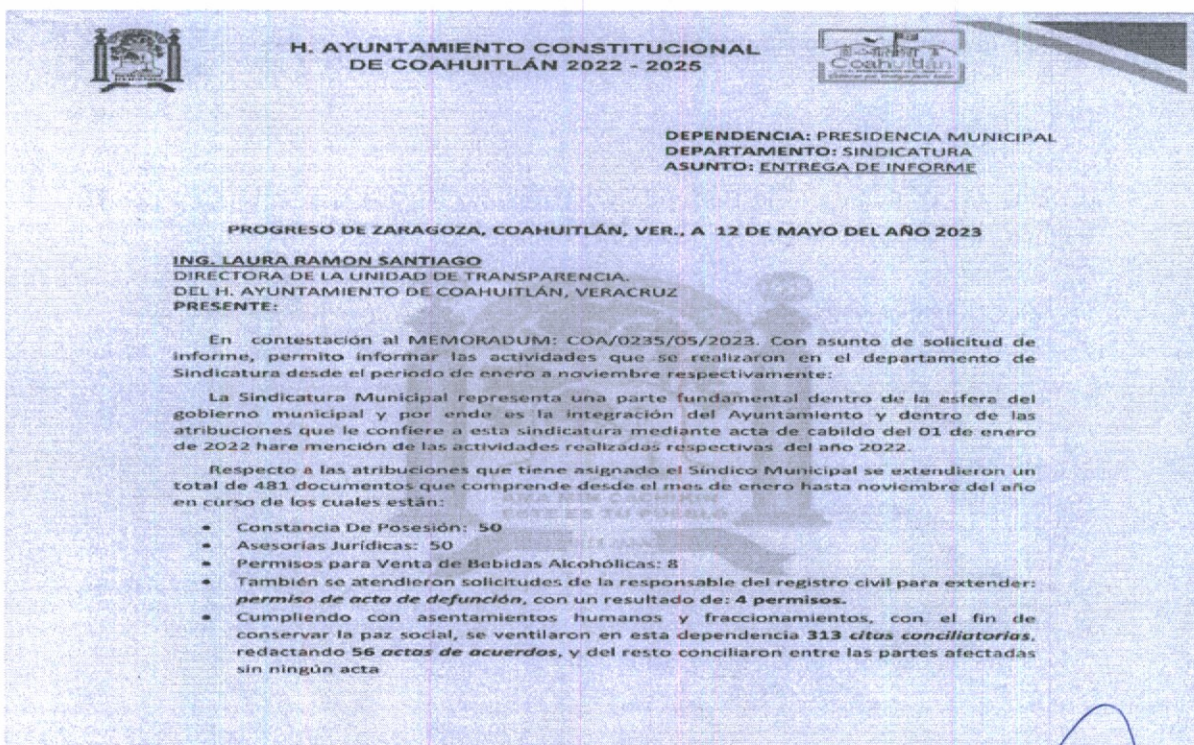 H. AYUNTAMIENTO CONSTITUCIONAL
DE COAHUITLÁN 2022 - 2025
Coahuitlán
DEPENDENCIA: PRESIDENCIA MUNICIPAL
DEPARTAMENTO: SINDICATURA
ASUNTO: ENTREGA DE INFORME
PROGRESO DE ZARAGOZA, COAHUITLÁN, VER., A 12 DE MAYO DEL AÑO 2023
ING. LAURA RAMON SANTIAGO
DIRECTORA DE LA UNIDAD DE TRANSPARENCIA.
DEL H. AYUNTAMIENTO DE COAHUITLÁN, VERACRUZ
PRESENTE:
En contestación al MEMORADUM: COA/0235/05/2023. Con asunto de solicitud de
informe, permito informar las actividades que se realizaron en el departamento de
Sindicatura desde el periodo de enero a noviembre respectivamente:
La Sindicatura Municipal representa una parte fundamental dentro de la esfera del
gobierno municipal y por ende es la integración del Ayuntamiento y dentro de las
atribuciones que le confiere a esta sindicatura mediante acta de cabildo del 01 de enero
de 2022 hare mención de las actividades realizadas respectivas del año 2022.
Respecto a las atribuciones que tiene asignado el Síndico Municipal se extendieron un
total de 481 documentos que comprende desde el mes de enero hasta noviembre del año
en curso de los cuales están:
ESTE ES TU PUEBLO
• Constancia De Posesión: 50
• Asesorías Jurídicas: 50
• Permisos para Venta de Bebidas Alcohólicas: 8
• También se atendieron solicitudes de la responsable del registro civil para extender:
permiso de acta de defunción, con un resultado de: 4 permisos.
• Cumpliendo con asentamientos humanos y fraccionamientos, con el fin de
conservar la paz social, se ventilaron en esta dependencia 313 citas conciliatorias,
redactando 56 actas de acuerdos, y del resto conciliaron entre las partes afectadas
sin ningún acta